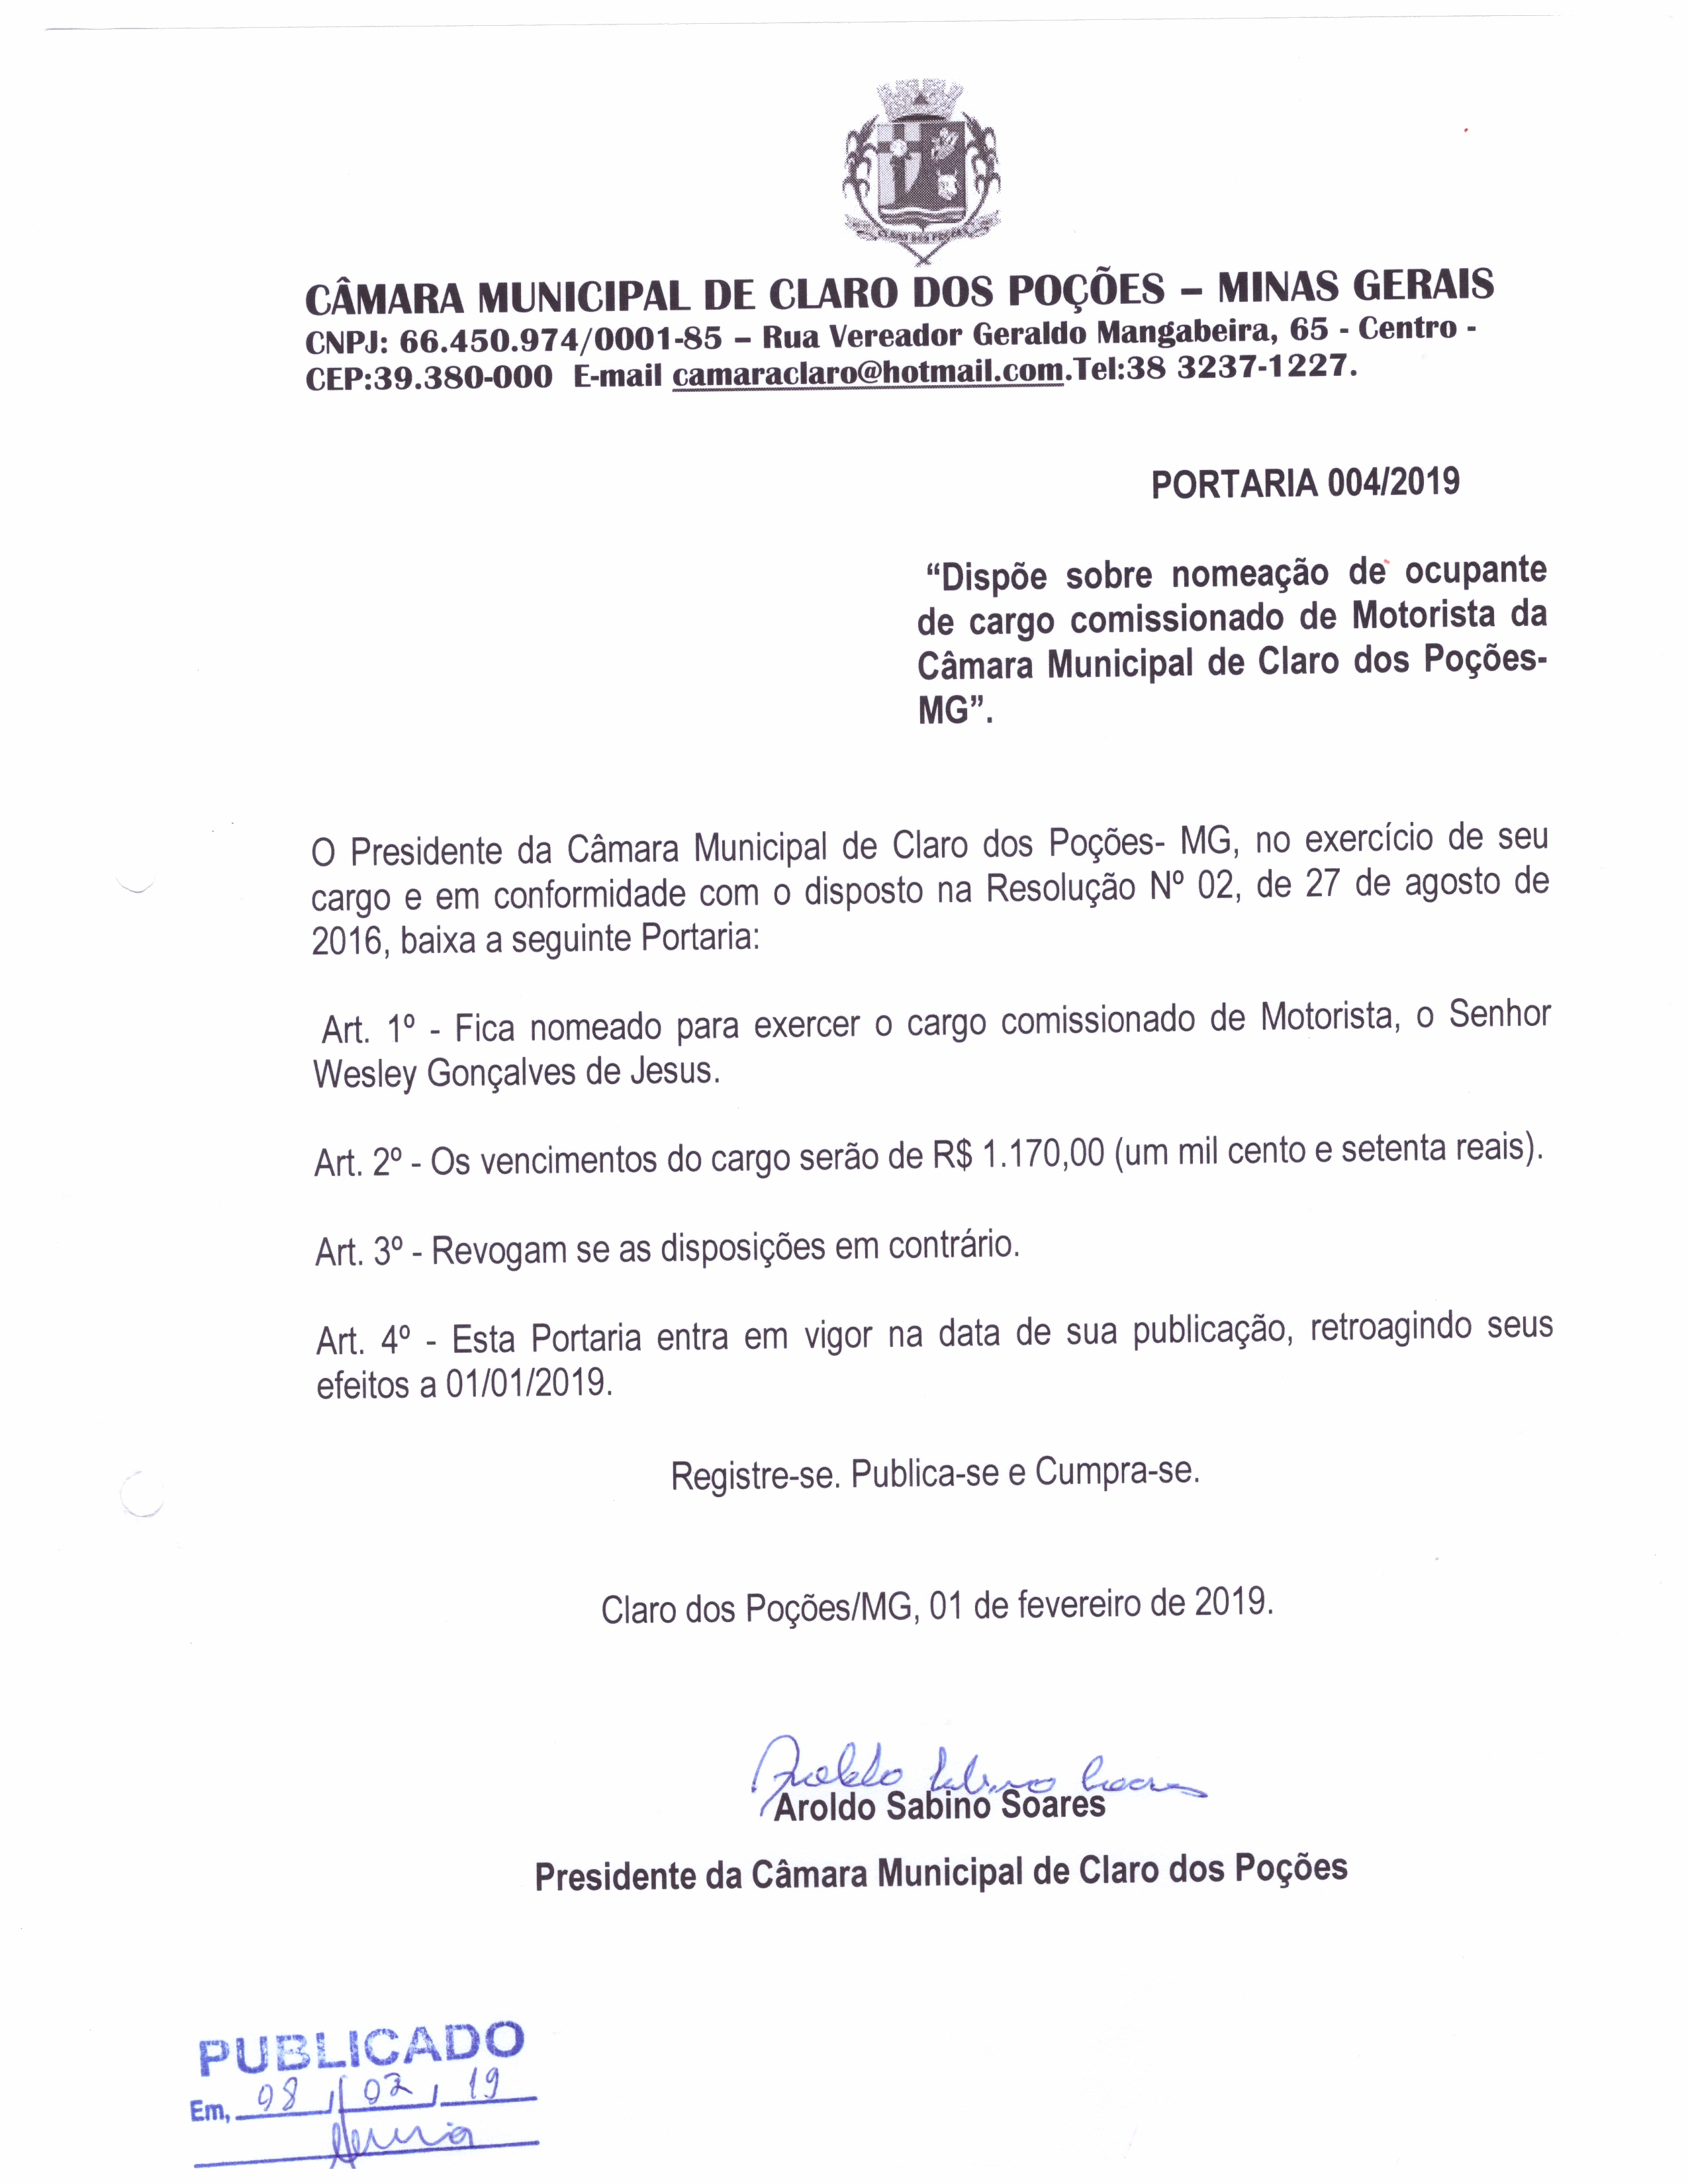 CLARO DOS POÇÕES
CÂMARA MUNICIPAL DE CLARO DOS POÇÕES – MINAS GERAIS
CNPJ: 66.450.974/0001-85 – Rua Vereador Geraldo Mangabeira, 65 - Centro -
CEP:39.380-000 E-mail camaraclaro@hotmail.com.Tel:38 3237-1227.
PORTARIA 004/2019
“Dispõe sobre nomeação de ocupante
de cargo comissionado de Motorista da
Câmara Municipal de Claro dos Poções-
MG”.
O Presidente da Câmara Municipal de Claro dos Poções- MG, no exercício de seu
cargo e em conformidade com o disposto na Resolução Nº 02, de 27 de agosto de
2016, baixa a seguinte Portaria:
Art. 1º - Fica nomeado para exercer o cargo comissionado de Motorista, o Senhor
Wesley Gonçalves de Jesus.
Art. 2º - Os vencimentos do cargo serão de R$ 1.170,00 (um mil cento e setenta reais).
Art. 3º - Revogam se as disposições em contrário.
Art. 4º - Esta Portaria entra em vigor na data de sua publicação, retroagindo seus
efeitos a 01/01/2019.
Registre-se. Publica-se e Cumpra-se.
Claro dos Poções/MG, 01 de fevereiro de 2019.
Aroldo Sabino Soares
Aroldo Sabino Soares
Presidente da Câmara Municipal de Claro dos Poções
PUBLICADO
Em, 08 / 02 / 19